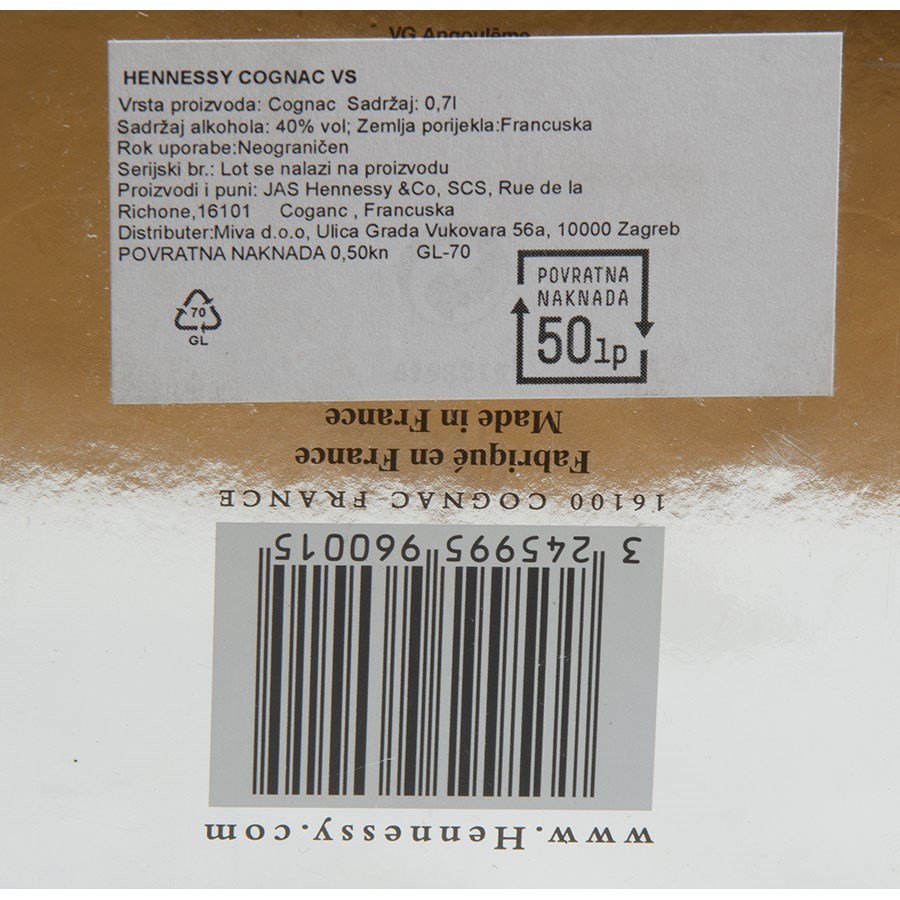 VG Angoulême
HENNESSY COGNAC VS
Vrsta proizvoda: Cognac Sadržaj: 0,7l
Sadržaj alkohola: 40% vol; Zemlja porijekla:Francuska
Rok uporabe:Neograničen
Serijski br.: Lot se nalazi na proizvodu
Proizvodi i puni: JAS Hennessy &Co, SCS, Rue de la
Richone,16101 Coganc , Francuska
Distributer:Miva d.o.o, Ulica Grada Vukovara 56a, 10000 Zagreb
POVRATNA NAKNADA 0,50kn GL-70
POVRATNA
NAKNADA
50lp
70
GL
Made in France
Fabriqué en France
16100 COGNAC FRANCE
3 245995 960015
www.Hennessy.com